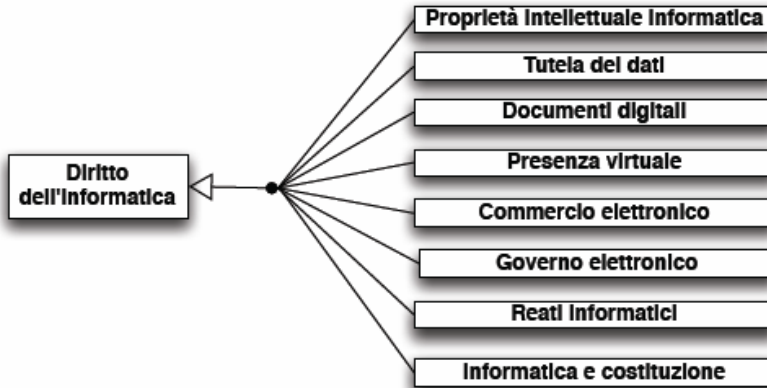 Diritto
dell'informatica
Proprietà intellettuale informatica
Tutela dei dati
Documenti digitali
Presenza virtuale
Commercio elettronico
Governo elettronico
Reati informatici
Informatica e costituzione